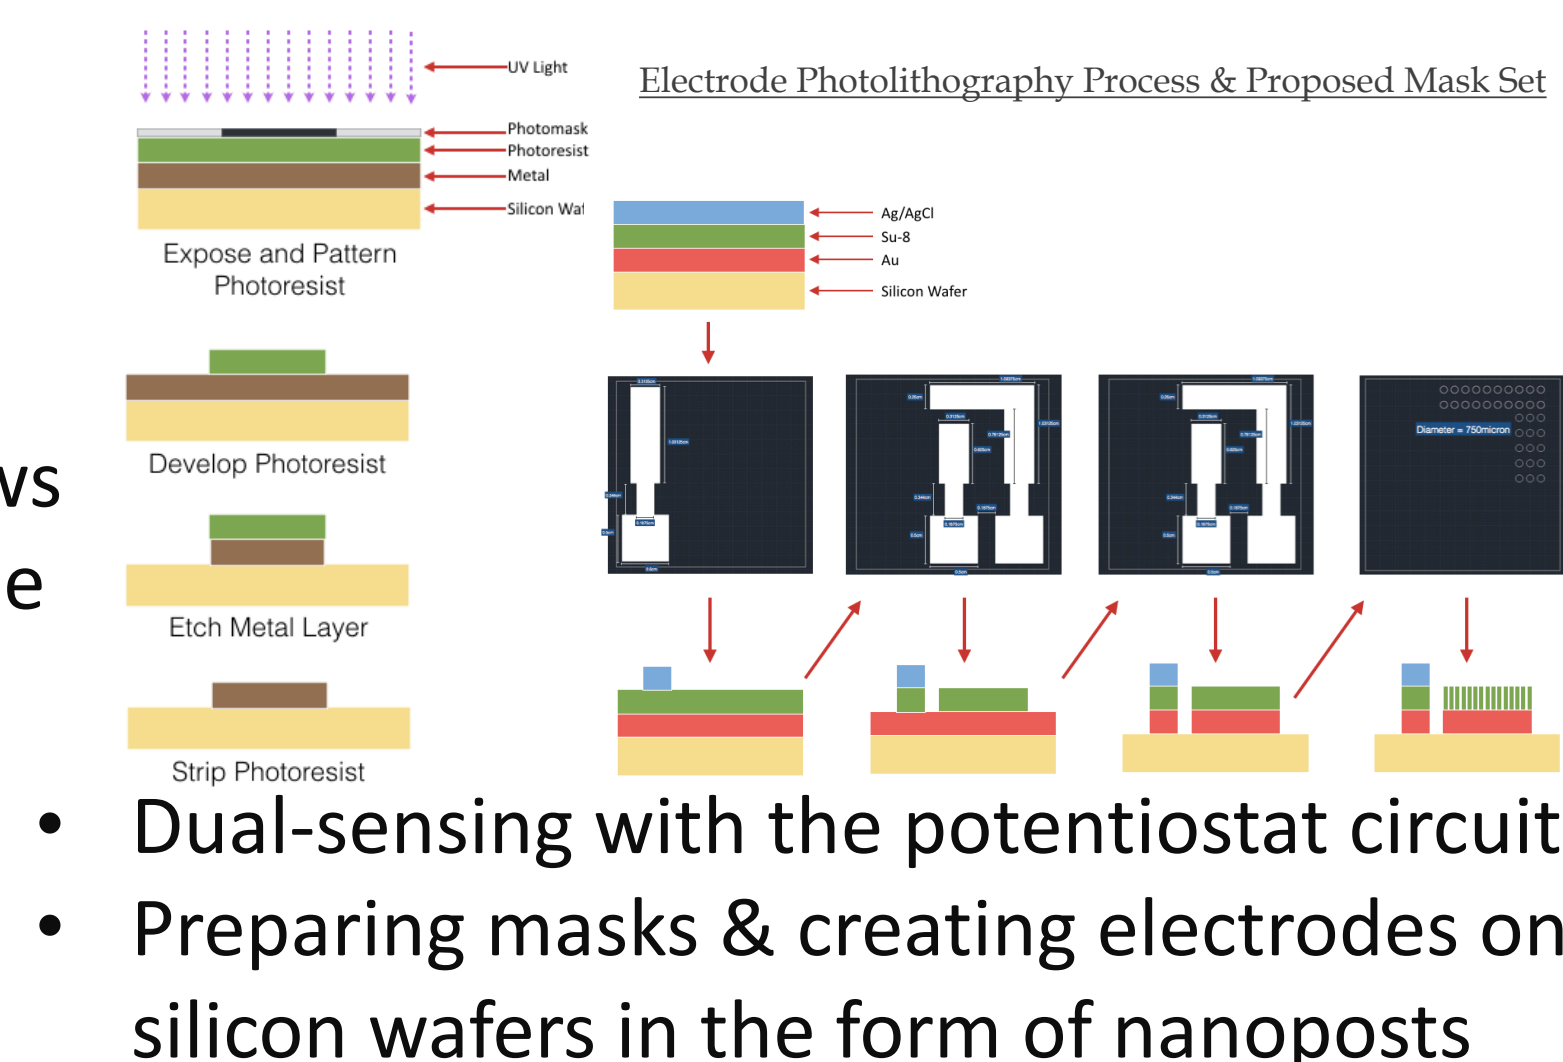 Electrode Photolithography Process & Proposed Mask Set
UV Light
Photomask
Photoresist
Metal
Silicon Waf
Expose and Pattern
Photoresist
Develop Photoresist
Etch Metal Layer
Strip Photoresist
Ag/AgCl
Su-8
Au
Silicon Wafer
Diameter = 750micron
ws
e
• Dual-sensing with the potentiostat circuit
• Preparing masks & creating electrodes on
silicon wafers in the form of nanoposts